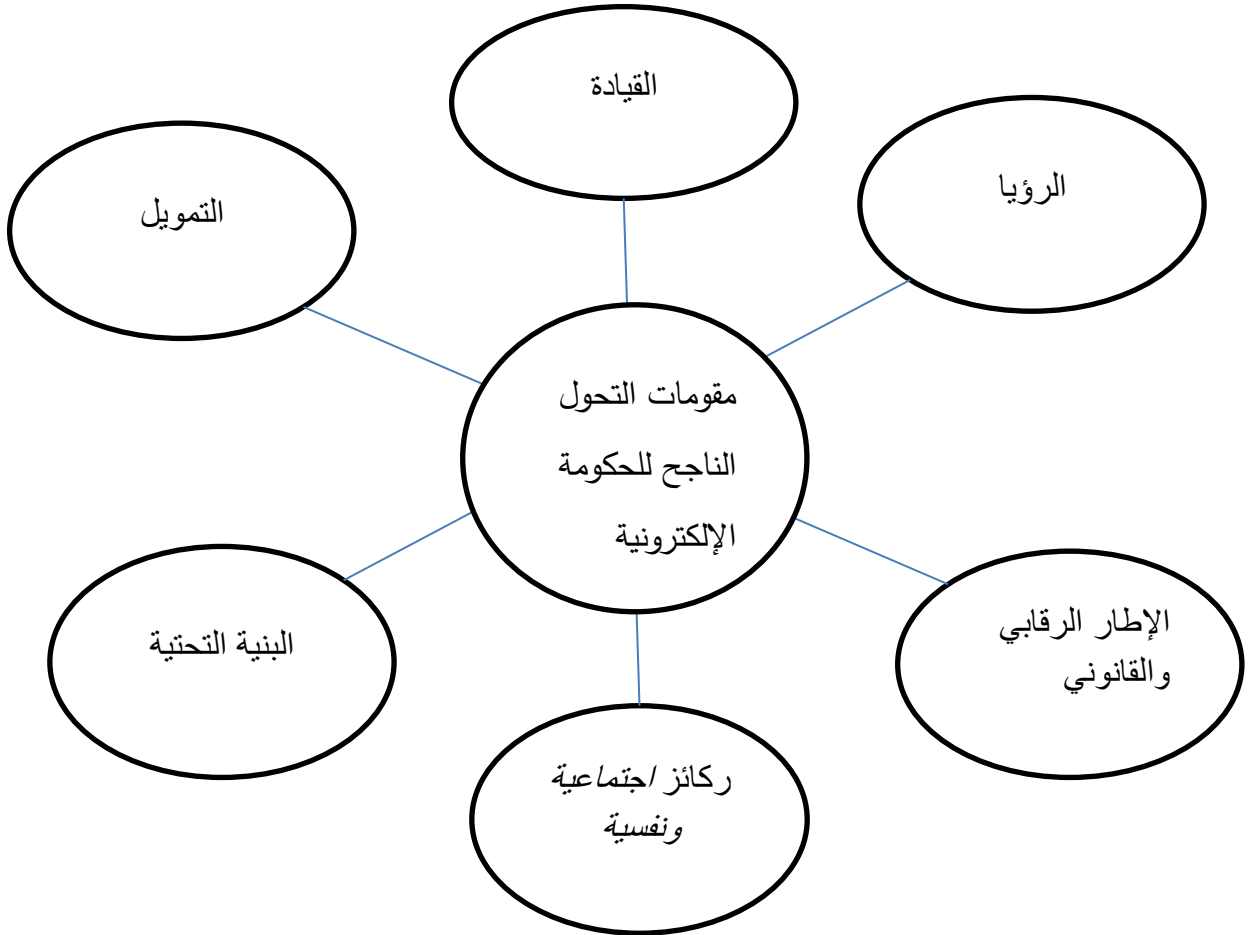 القيادة
الرؤيا
التمويل
مقومات التحول
الناجح للحكومة
الإلكترونية
الإطار الرقابي
والقانوني
البنية التحتية
ركائز اجتماعية
ونفسية